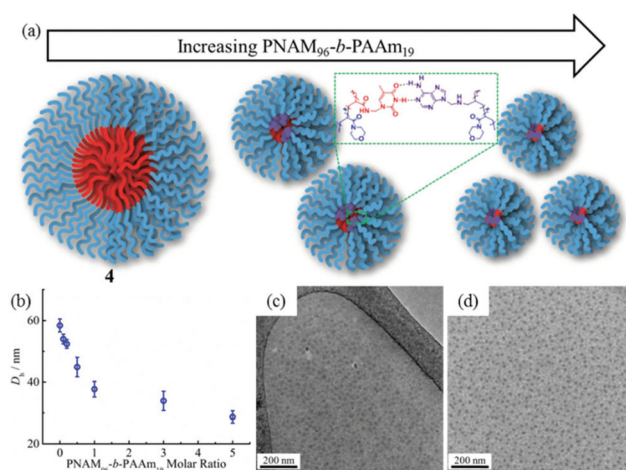 (a)
Increasing PNAM₉₆-b-PAAm₁₉
4
(b)
Dₕ / nm
60
40
20
0 1 2 3 4 5
PNAM₉₆-b-PAAm₁₉ Molar Ratio
(c)
200 nm
(d)
200 nm